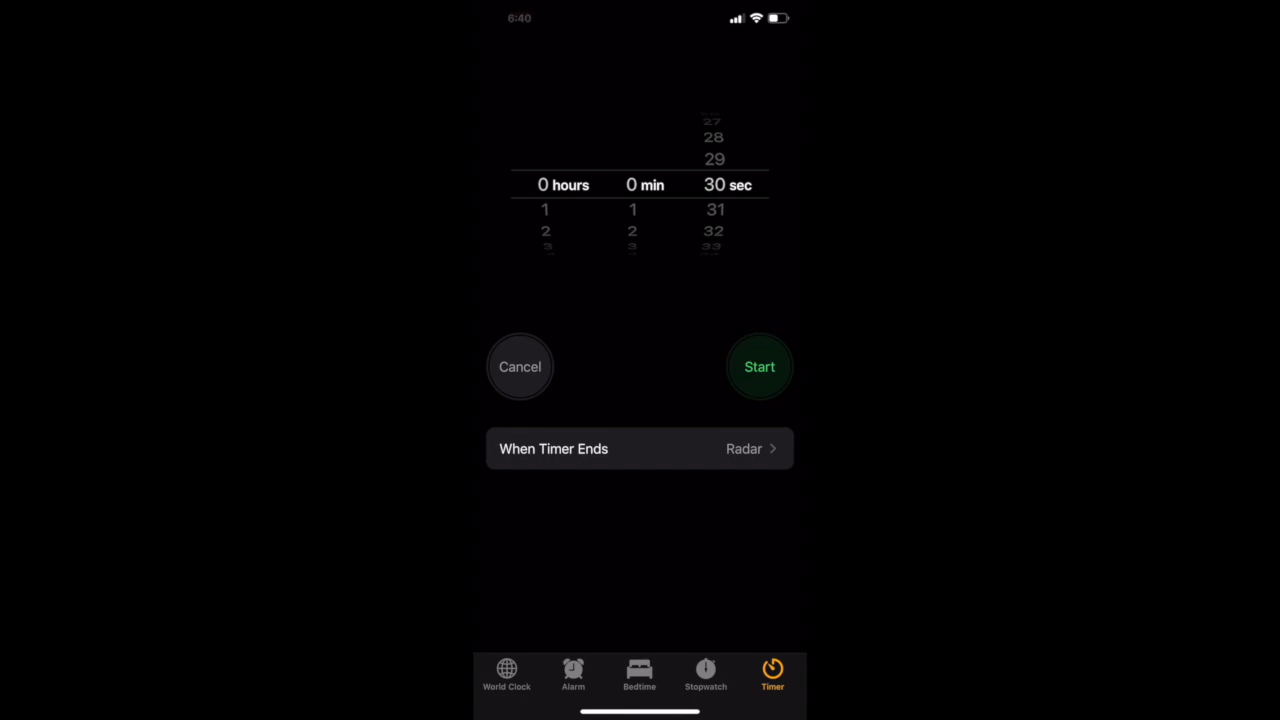 6:40
27
28
29
0 hours 0 min 30 sec
1 1 31
2 2 32
3 3 33
Cancel Start
When Timer Ends Radar
World Clock Alarm Bedtime Stopwatch Timer